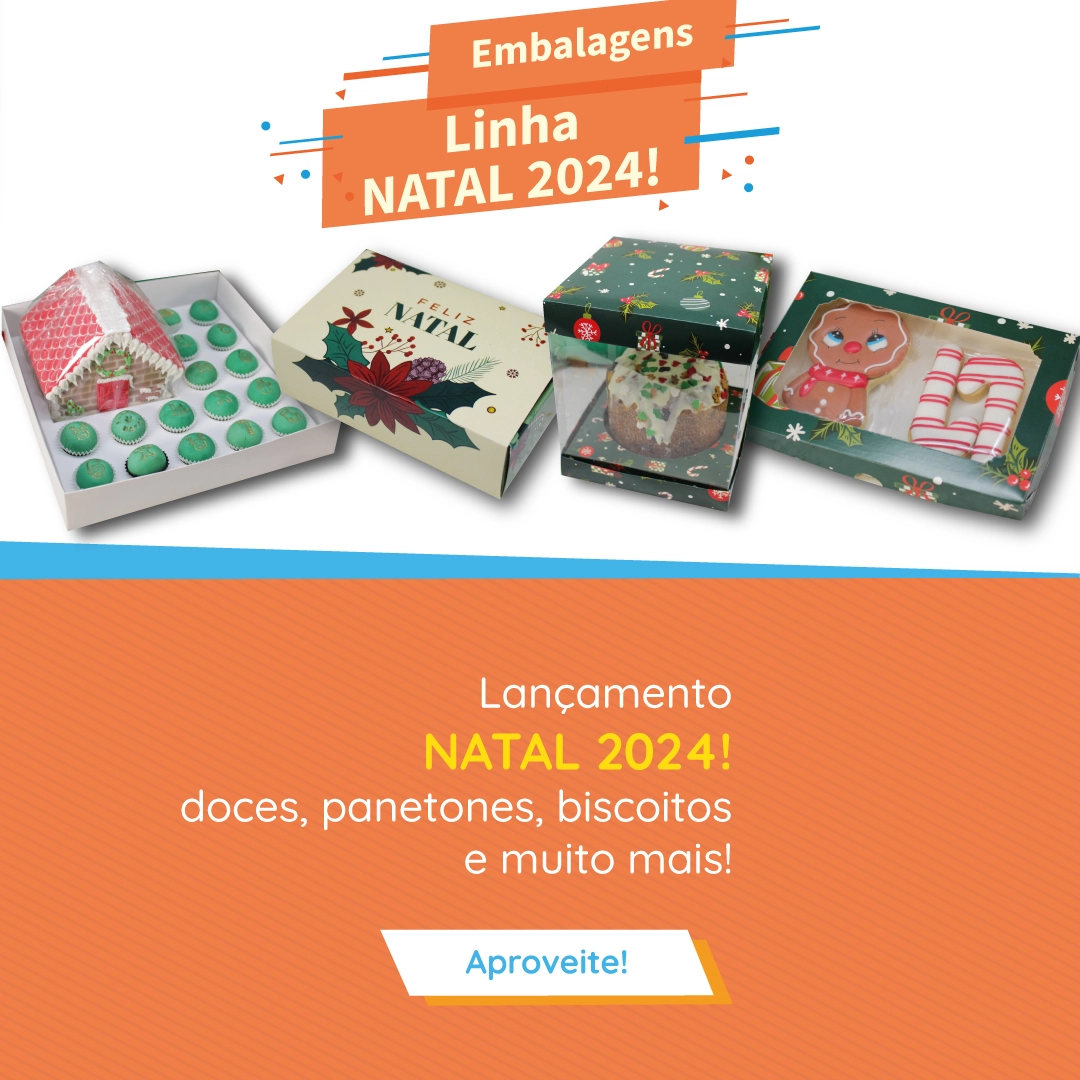 Embalagens
Linha
NATAL 2024!
FELIZ
NATAL
Lançamento
NATAL 2024!
doces, panetones, biscoitos
e muito mais!
Aproveite!